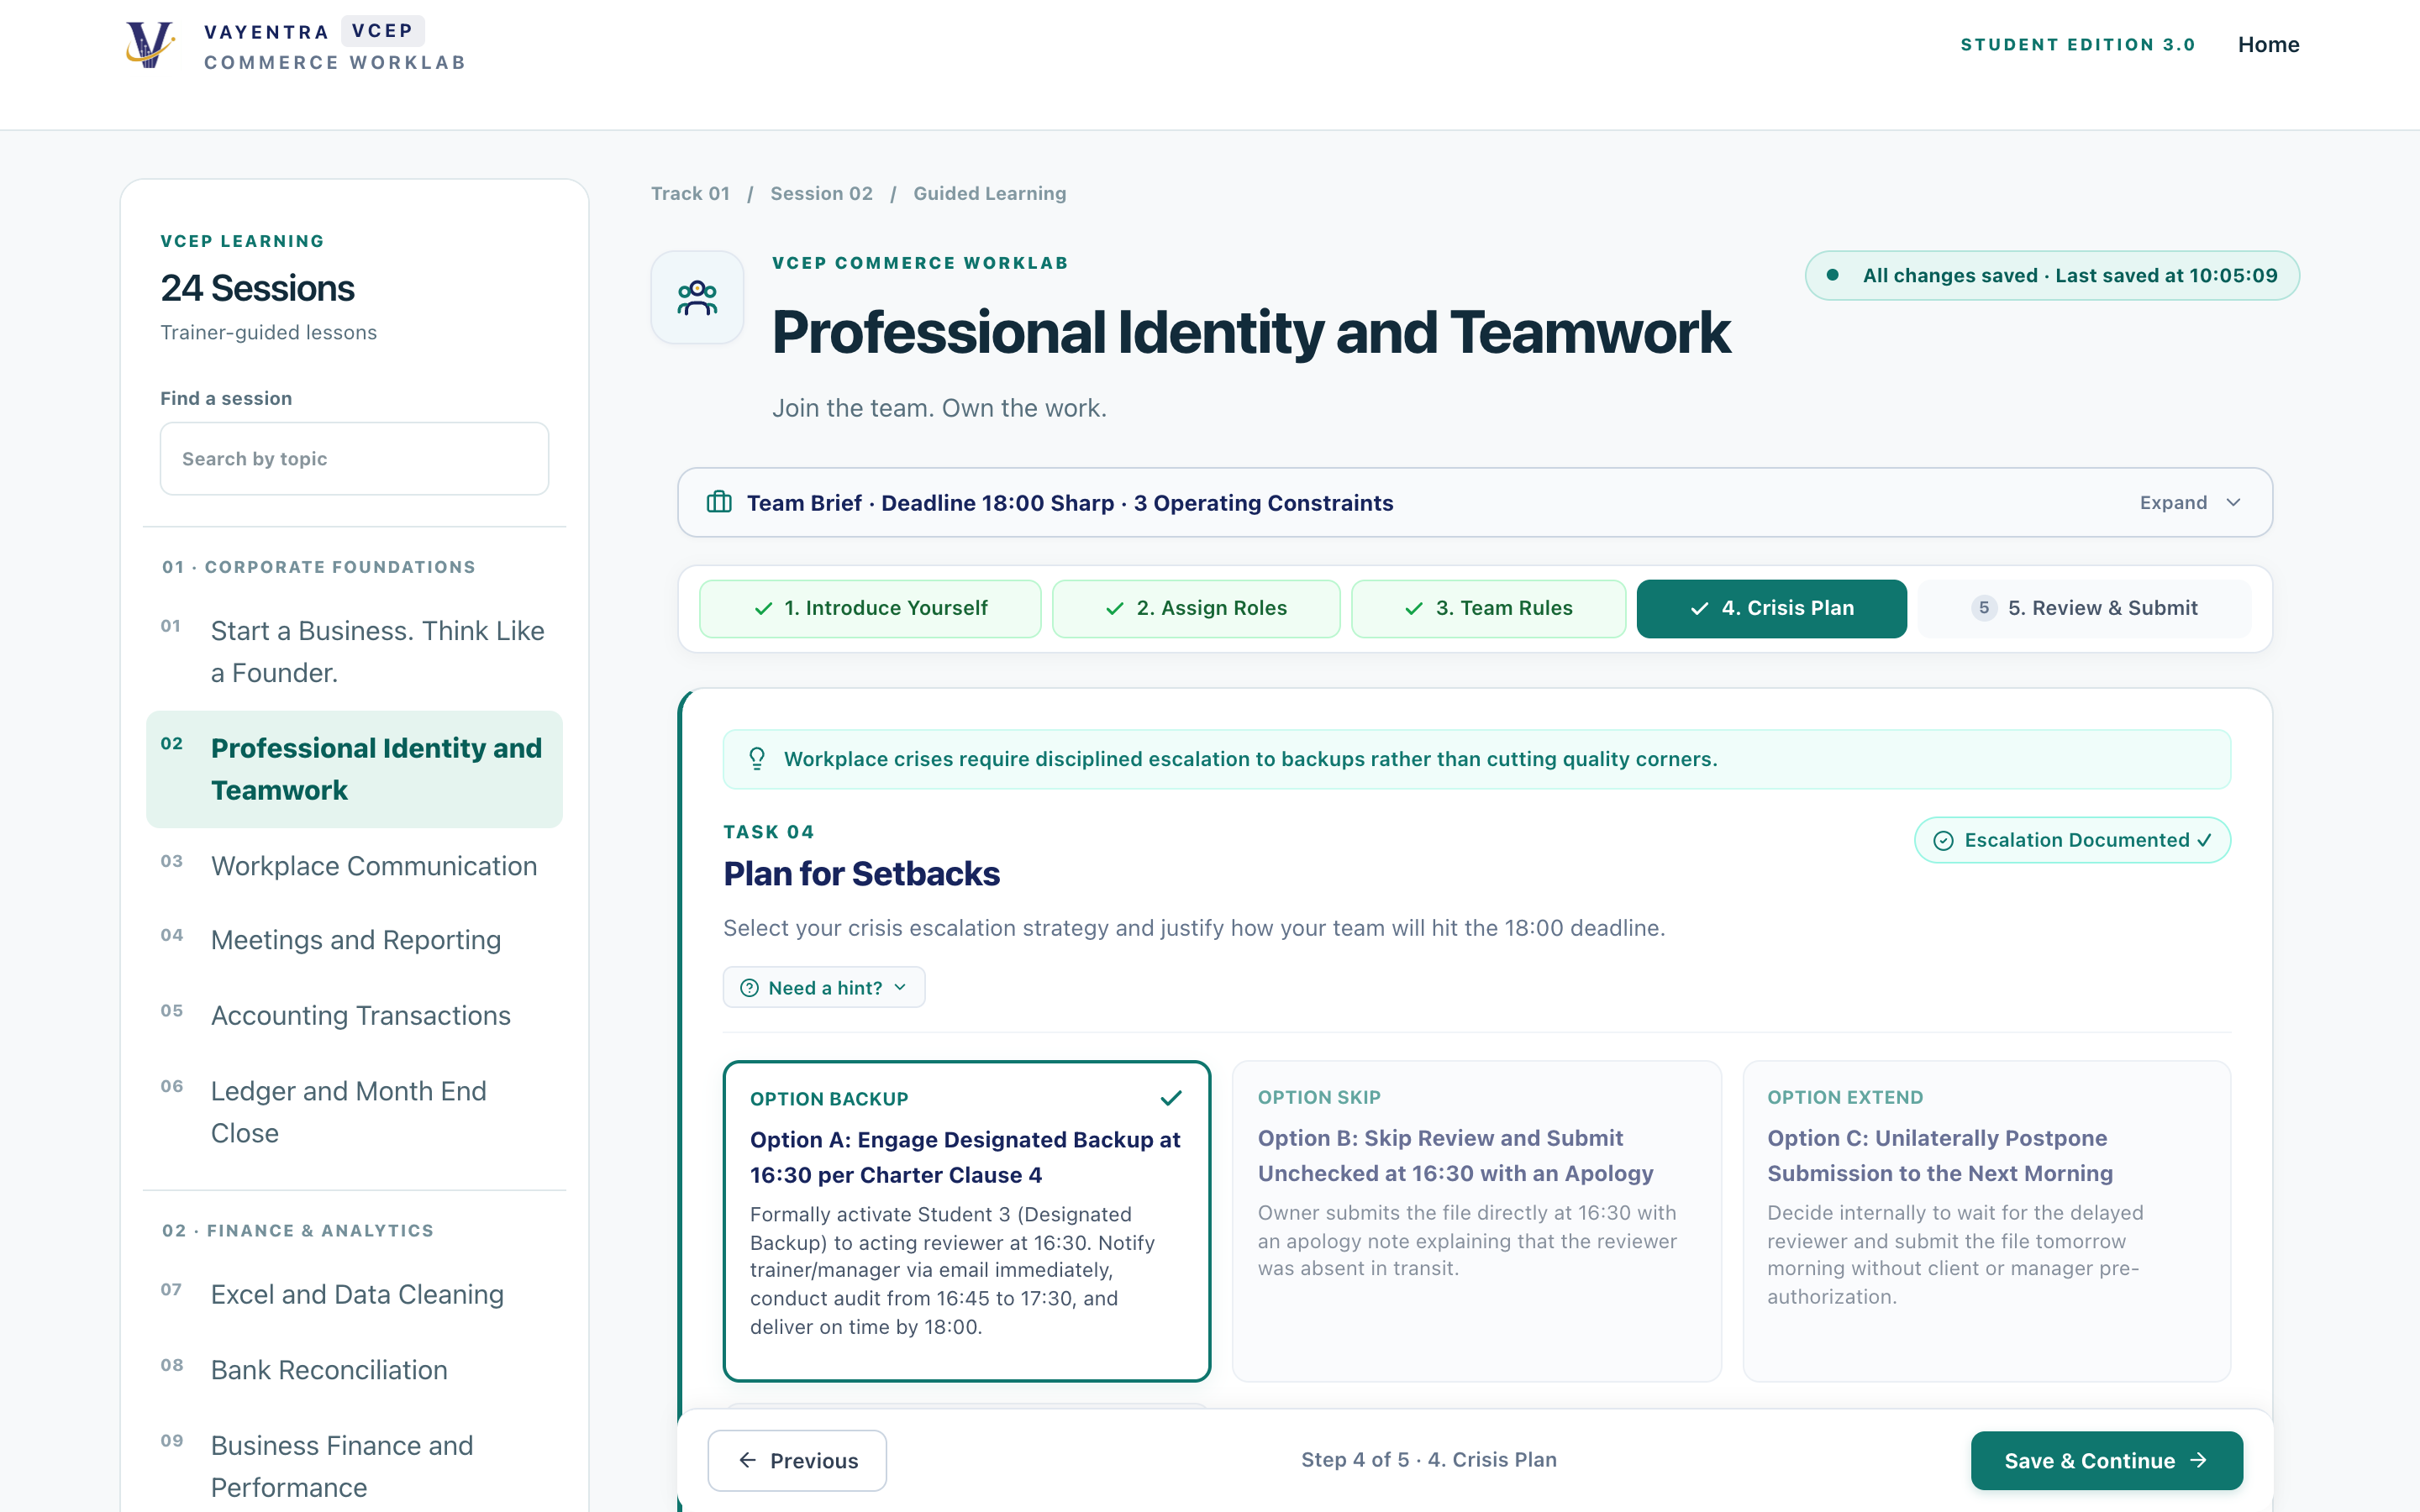 VAYENTRA VCEP
COMMERCE WORKLAB
STUDENT EDITION 3.0
Home
VCEP LEARNING
24 Sessions
Trainer-guided lessons
Find a session
Search by topic
01 · CORPORATE FOUNDATIONS
01 Start a Business. Think Like
a Founder.
02 Professional Identity and
Teamwork
03 Workplace Communication
04 Meetings and Reporting
05 Accounting Transactions
06 Ledger and Month End
Close
02 · FINANCE & ANALYTICS
07 Excel and Data Cleaning
08 Bank Reconciliation
09 Business Finance and
Performance
Track 01 / Session 02 / Guided Learning
VCEP COMMERCE WORKLAB
Professional Identity and Teamwork
Join the team. Own the work.
All changes saved · Last saved at 10:05:09
Team Brief · Deadline 18:00 Sharp · 3 Operating Constraints
Expand
1. Introduce Yourself
2. Assign Roles
3. Team Rules
4. Crisis Plan
5 5. Review & Submit
Workplace crises require disciplined escalation to backups rather than cutting quality corners.
TASK 04
Plan for Setbacks
Escalation Documented ✓
Select your crisis escalation strategy and justify how your team will hit the 18:00 deadline.
Need a hint?
OPTION BACKUP
Option A: Engage Designated Backup at
16:30 per Charter Clause 4
Formally activate Student 3 (Designated
Backup) to acting reviewer at 16:30. Notify
trainer/manager via email immediately,
conduct audit from 16:45 to 17:30, and
deliver on time by 18:00.
OPTION SKIP
Option B: Skip Review and Submit
Unchecked at 16:30 with an Apology
Owner submits the file directly at 16:30 with
an apology note explaining that the reviewer
was absent in transit.
OPTION EXTEND
Option C: Unilaterally Postpone
Submission to the Next Morning
Decide internally to wait for the delayed
reviewer and submit the file tomorrow
morning without client or manager pre-
authorization.
Previous
Step 4 of 5 · 4. Crisis Plan
Save & Continue